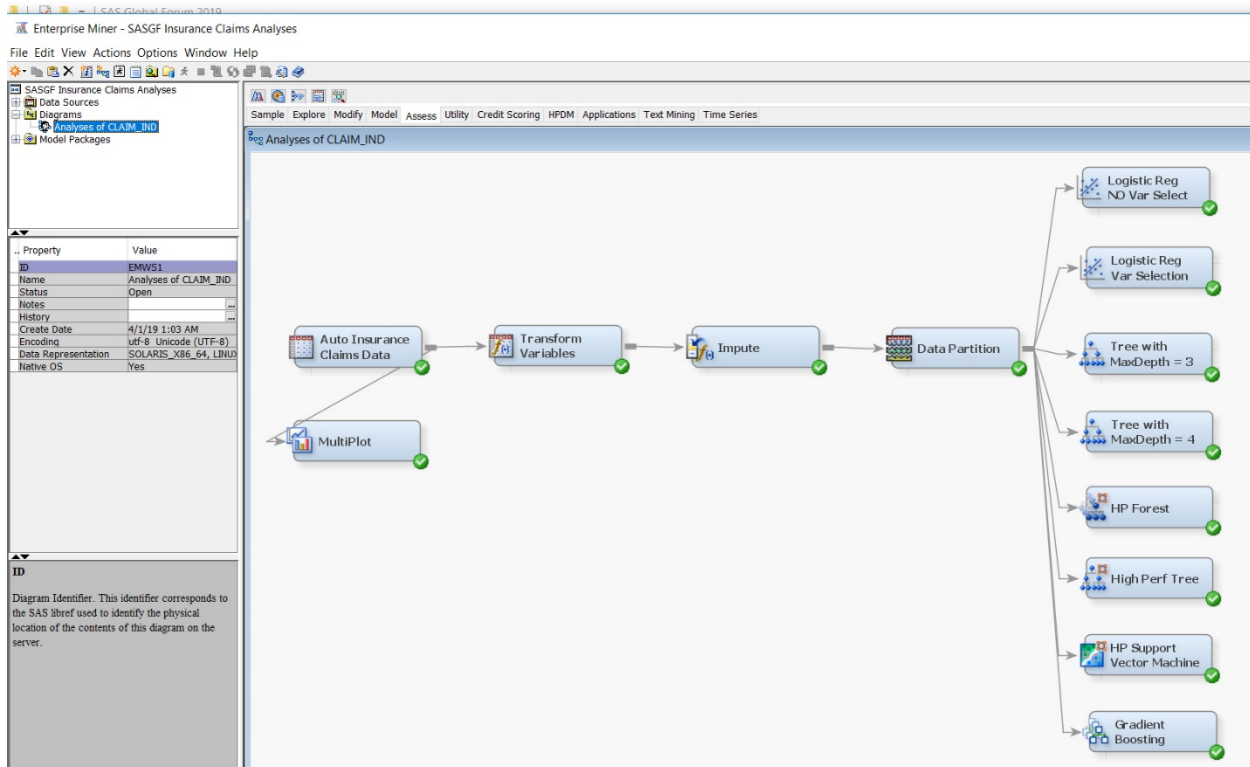 SAS Global Forum 2019
Enterprise Miner - SASGF Insurance Claims Analyses
File Edit View Actions Options Window Help
SASGF Insurance Claims Analyses
Data Sources
Diagrams
Analyses of CLAIM_IND
Model Packages
.. Property Value
ID EMWS1
Name Analyses of CLAIM_IND
Status Open
Notes ...
History ...
Create Date 4/1/19 1:03 AM
Encoding utf-8 Unicode (UTF-8)
Data Representation SOLARIS_X86_64, LINUX
Native OS Yes
ID
Diagram Identifier. This identifier corresponds to
the SAS libref used to identify the physical
location of the contents of this diagram on the
server.
Sample Explore Modify Model Assess Utility Credit Scoring HPDM Applications Text Mining Time Series
Analyses of CLAIM_IND
Auto Insurance
Claims Data
Transform
Variables
Impute
Data Partition
MultiPlot
Logistic Reg
NO Var Select
Logistic Reg
Var Selection
Tree with
MaxDepth = 3
Tree with
MaxDepth = 4
HP Forest
High Perf Tree
HP Support
Vector Machine
Gradient
Boosting